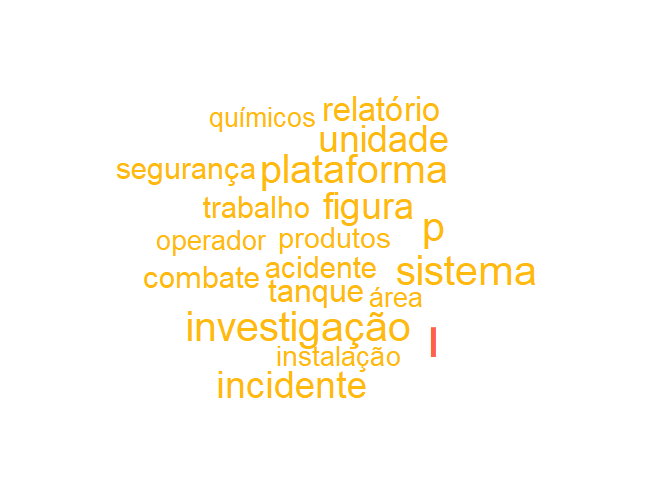 químicos relatório
unidade
segurança plataforma
trabalho figura
p
operador produtos
combate acidente sistema
tanque área
investigação l
instalação
incidente